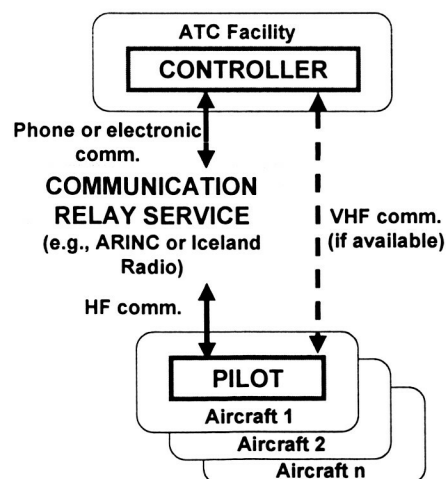 ATC Facility
CONTROLLER
Phone or electronic
comm.
COMMUNICATION
RELAY SERVICE
(e.g., ARINC or Iceland
Radio)
VHF comm.
(if available)
HF comm.
PILOT
Aircraft 1
Aircraft 2
Aircraft n